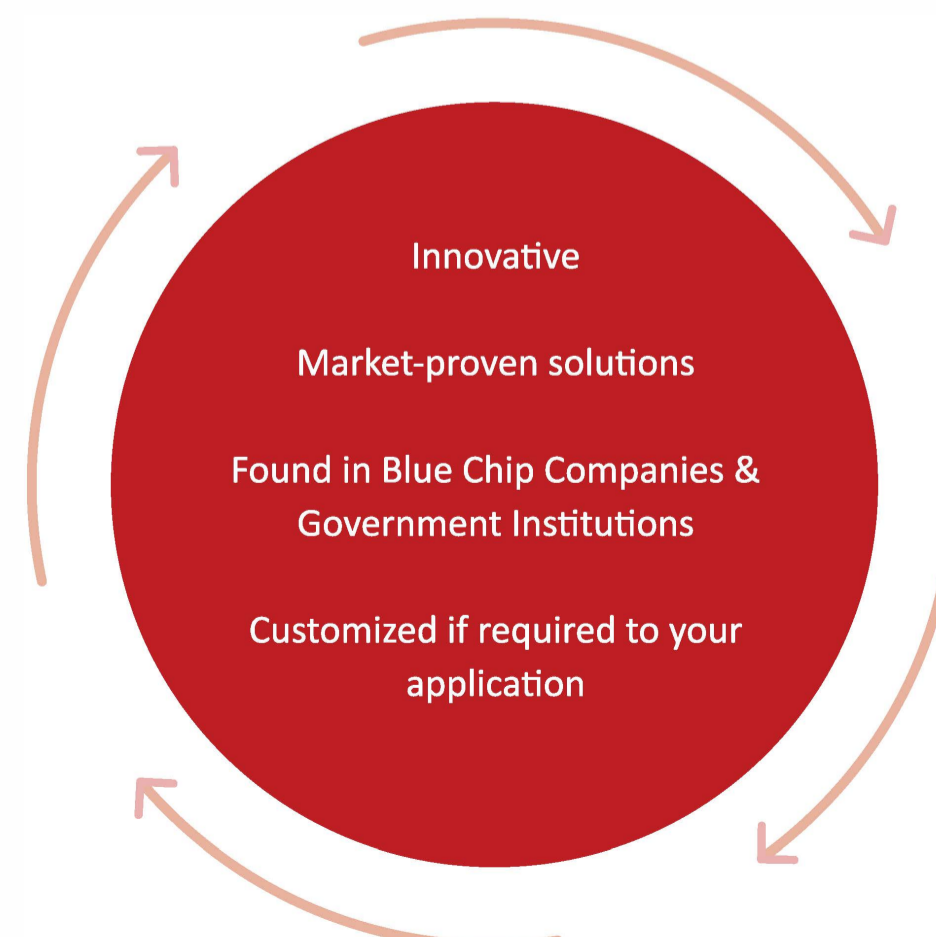 Innovative
Market-proven solutions
Found in Blue Chip Companies &
Government Institutions
Customized if required to your
application